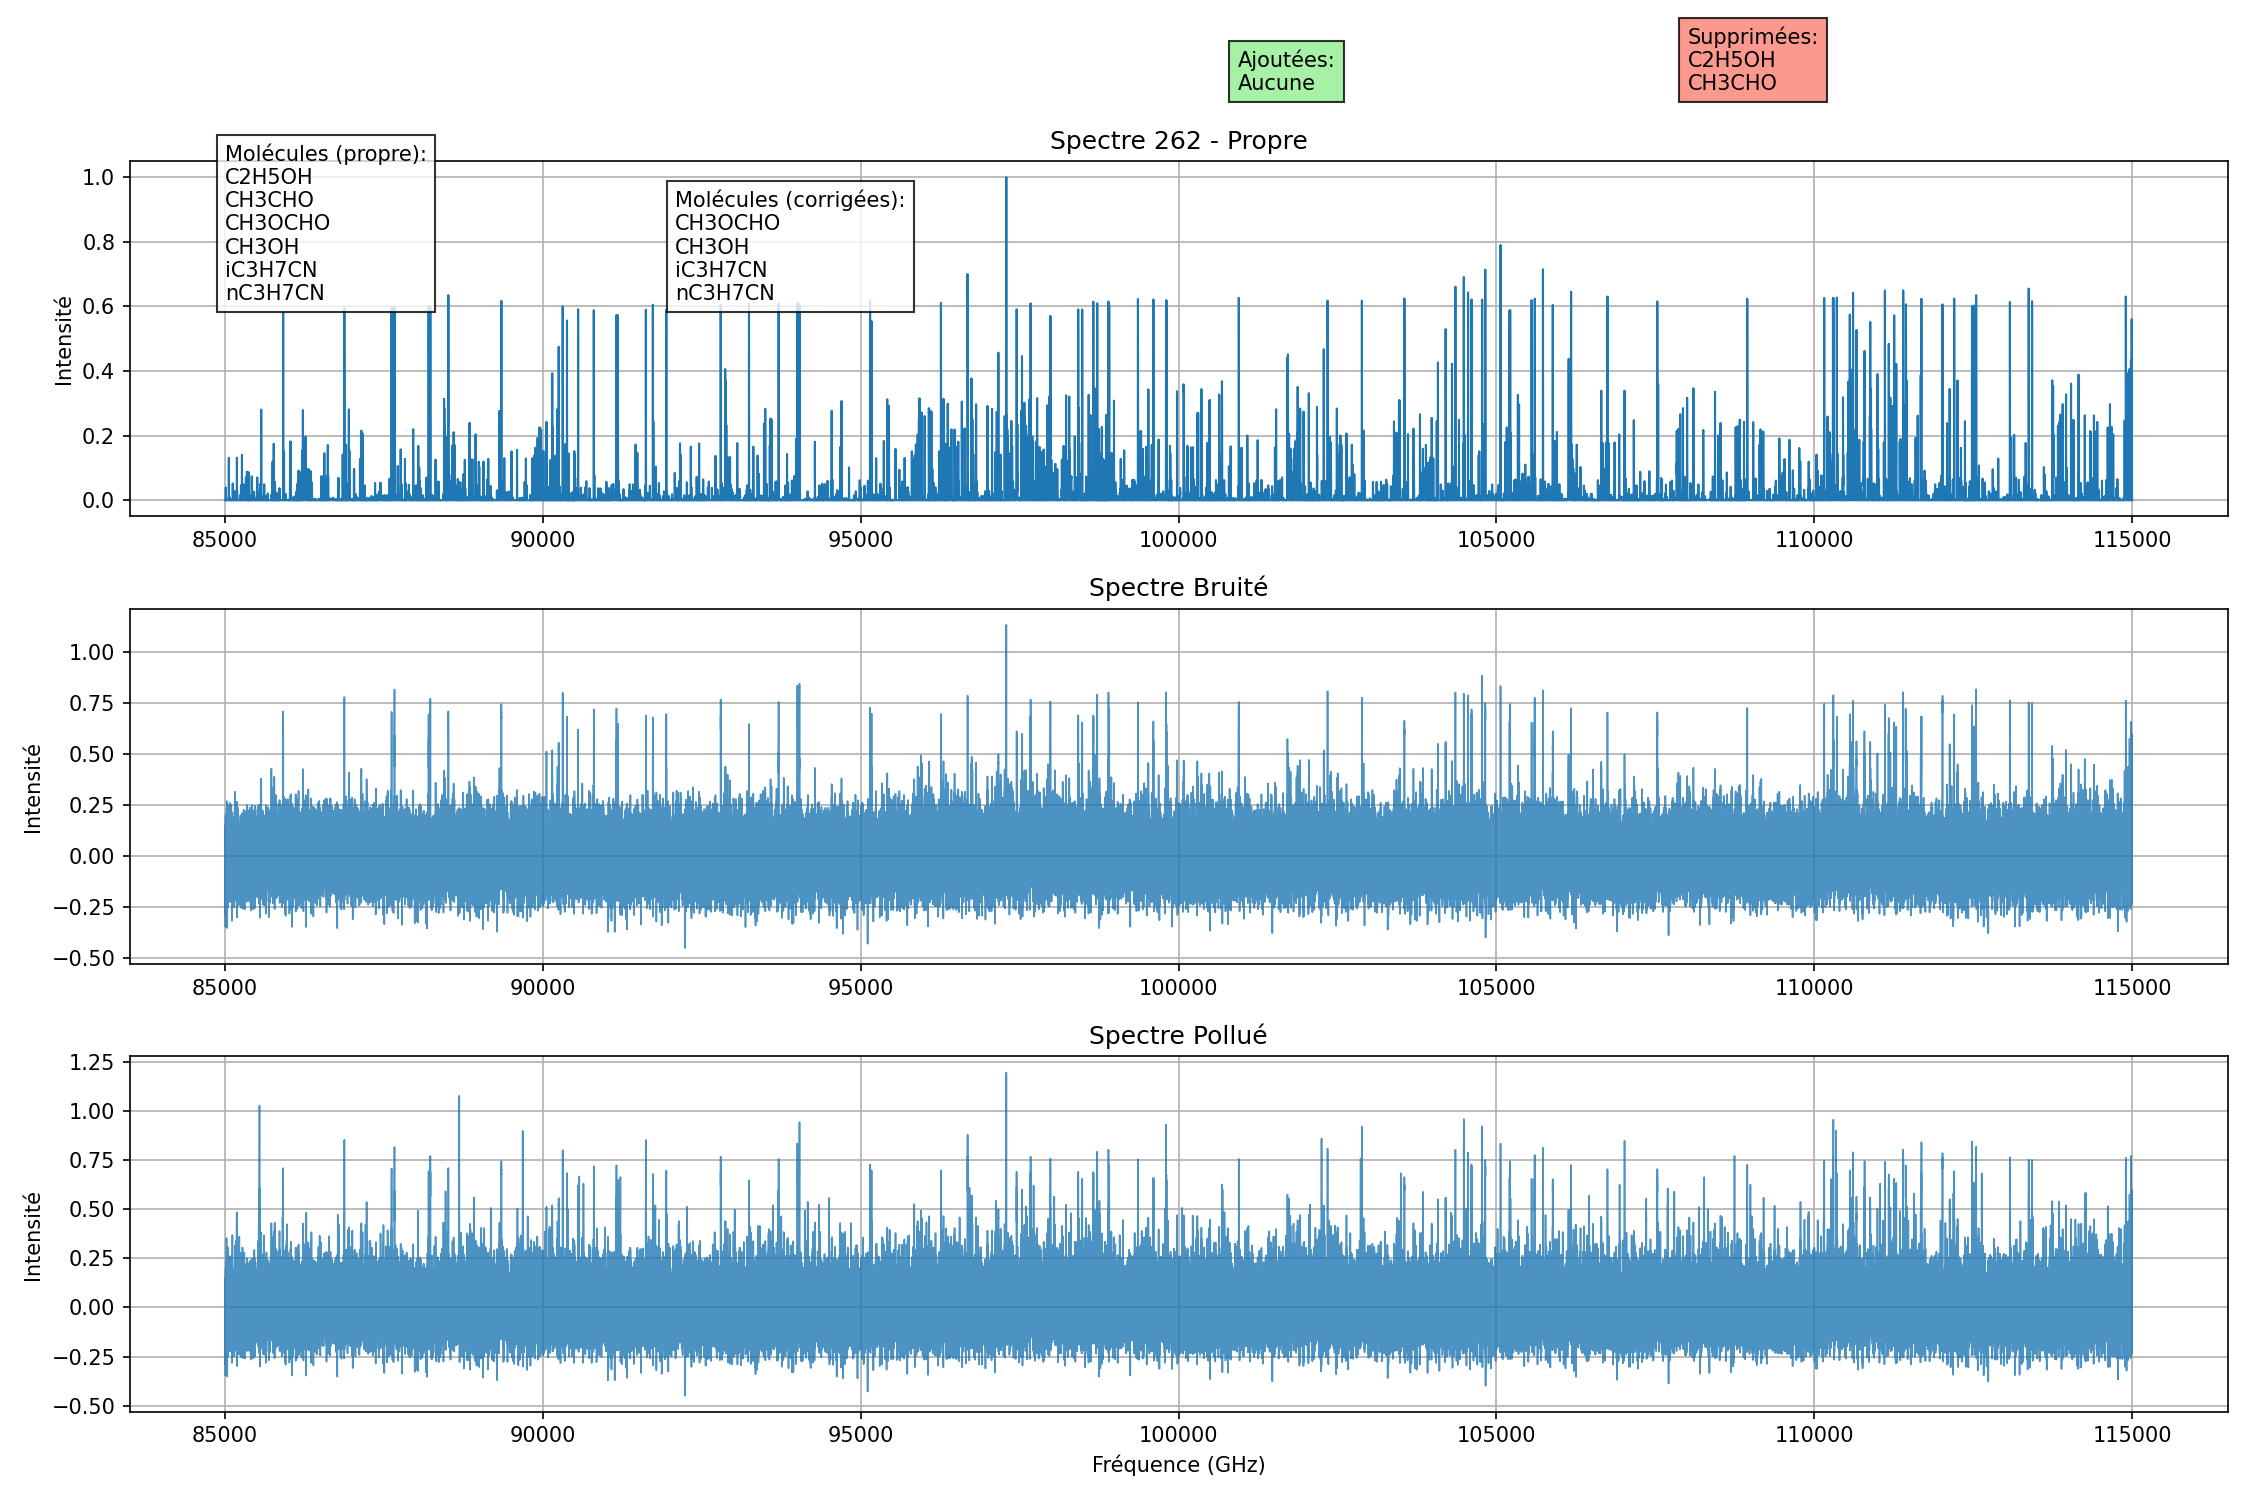 Ajoutées:
Aucune
Supprimées:
C2H5OH
CH3CHO
Spectre 262 - Propre
Molécules (propre):
C2H5OH
CH3CHO
CH3OCHO
CH3OH
iC3H7CN
nC3H7CN
Molécules (corrigées):
CH3OCHO
CH3OH
iC3H7CN
nC3H7CN
Intensité
1.0
0.8
0.6
0.4
0.2
0.0
85000 90000 95000 100000 105000 110000 115000
Spectre Bruité
Intensité
1.00
0.75
0.50
0.25
0.00
−0.25
−0.50
85000 90000 95000 100000 105000 110000 115000
Spectre Pollué
Intensité
1.25
1.00
0.75
0.50
0.25
0.00
−0.25
−0.50
85000 90000 95000 100000 105000 110000 115000
Fréquence (GHz)